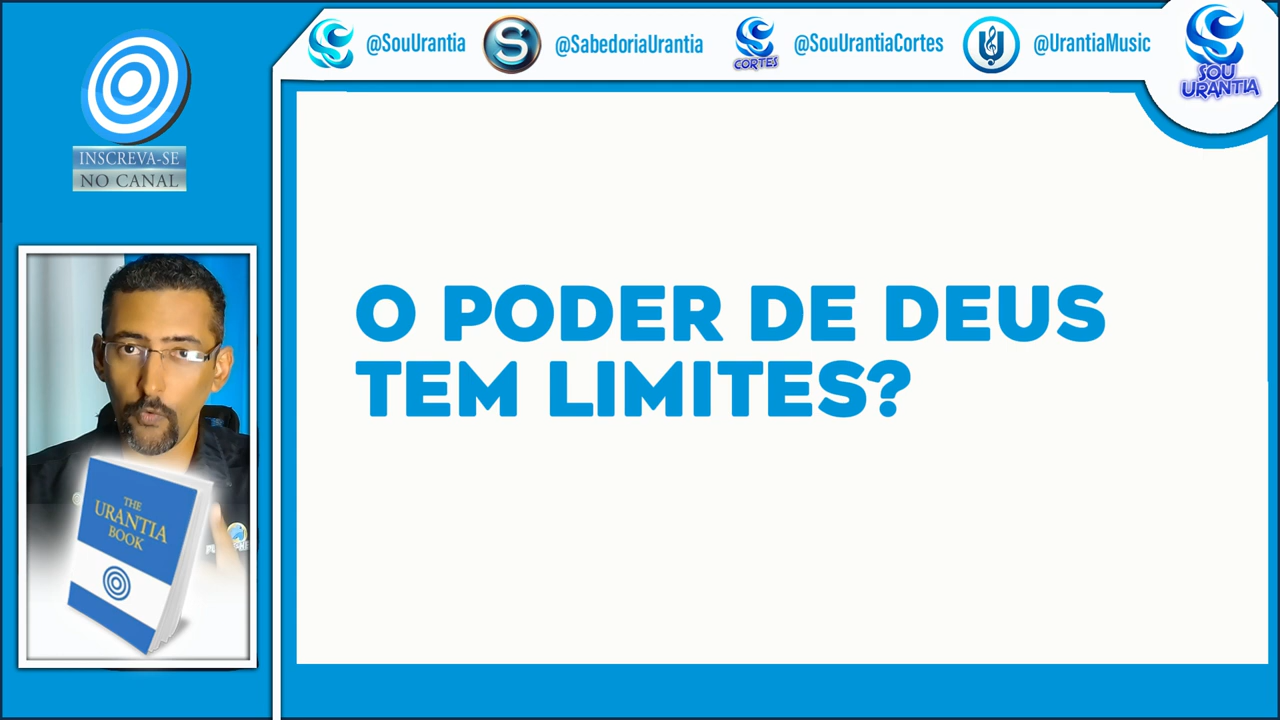 @SouUrantia
@SabedoriaUrantia
CORTES
@SouUrantiaCortes
@UrantiaMusic
SOU
URANTIA
INSCREVA-SE
NO CANAL
O PODER DE DEUS
TEM LIMITES?
THE
URANTIA
BOOK